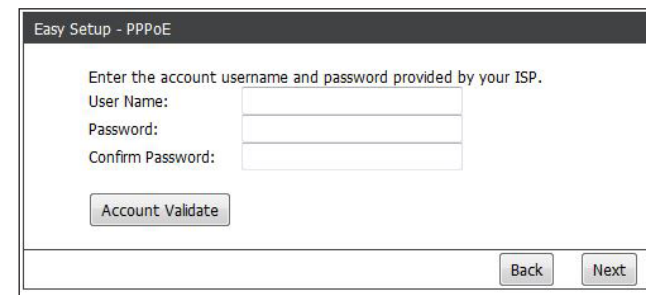 Easy Setup - PPPoE
Enter the account username and password provided by your ISP.
User Name:
Password:
Confirm Password:
Account Validate
Back Next